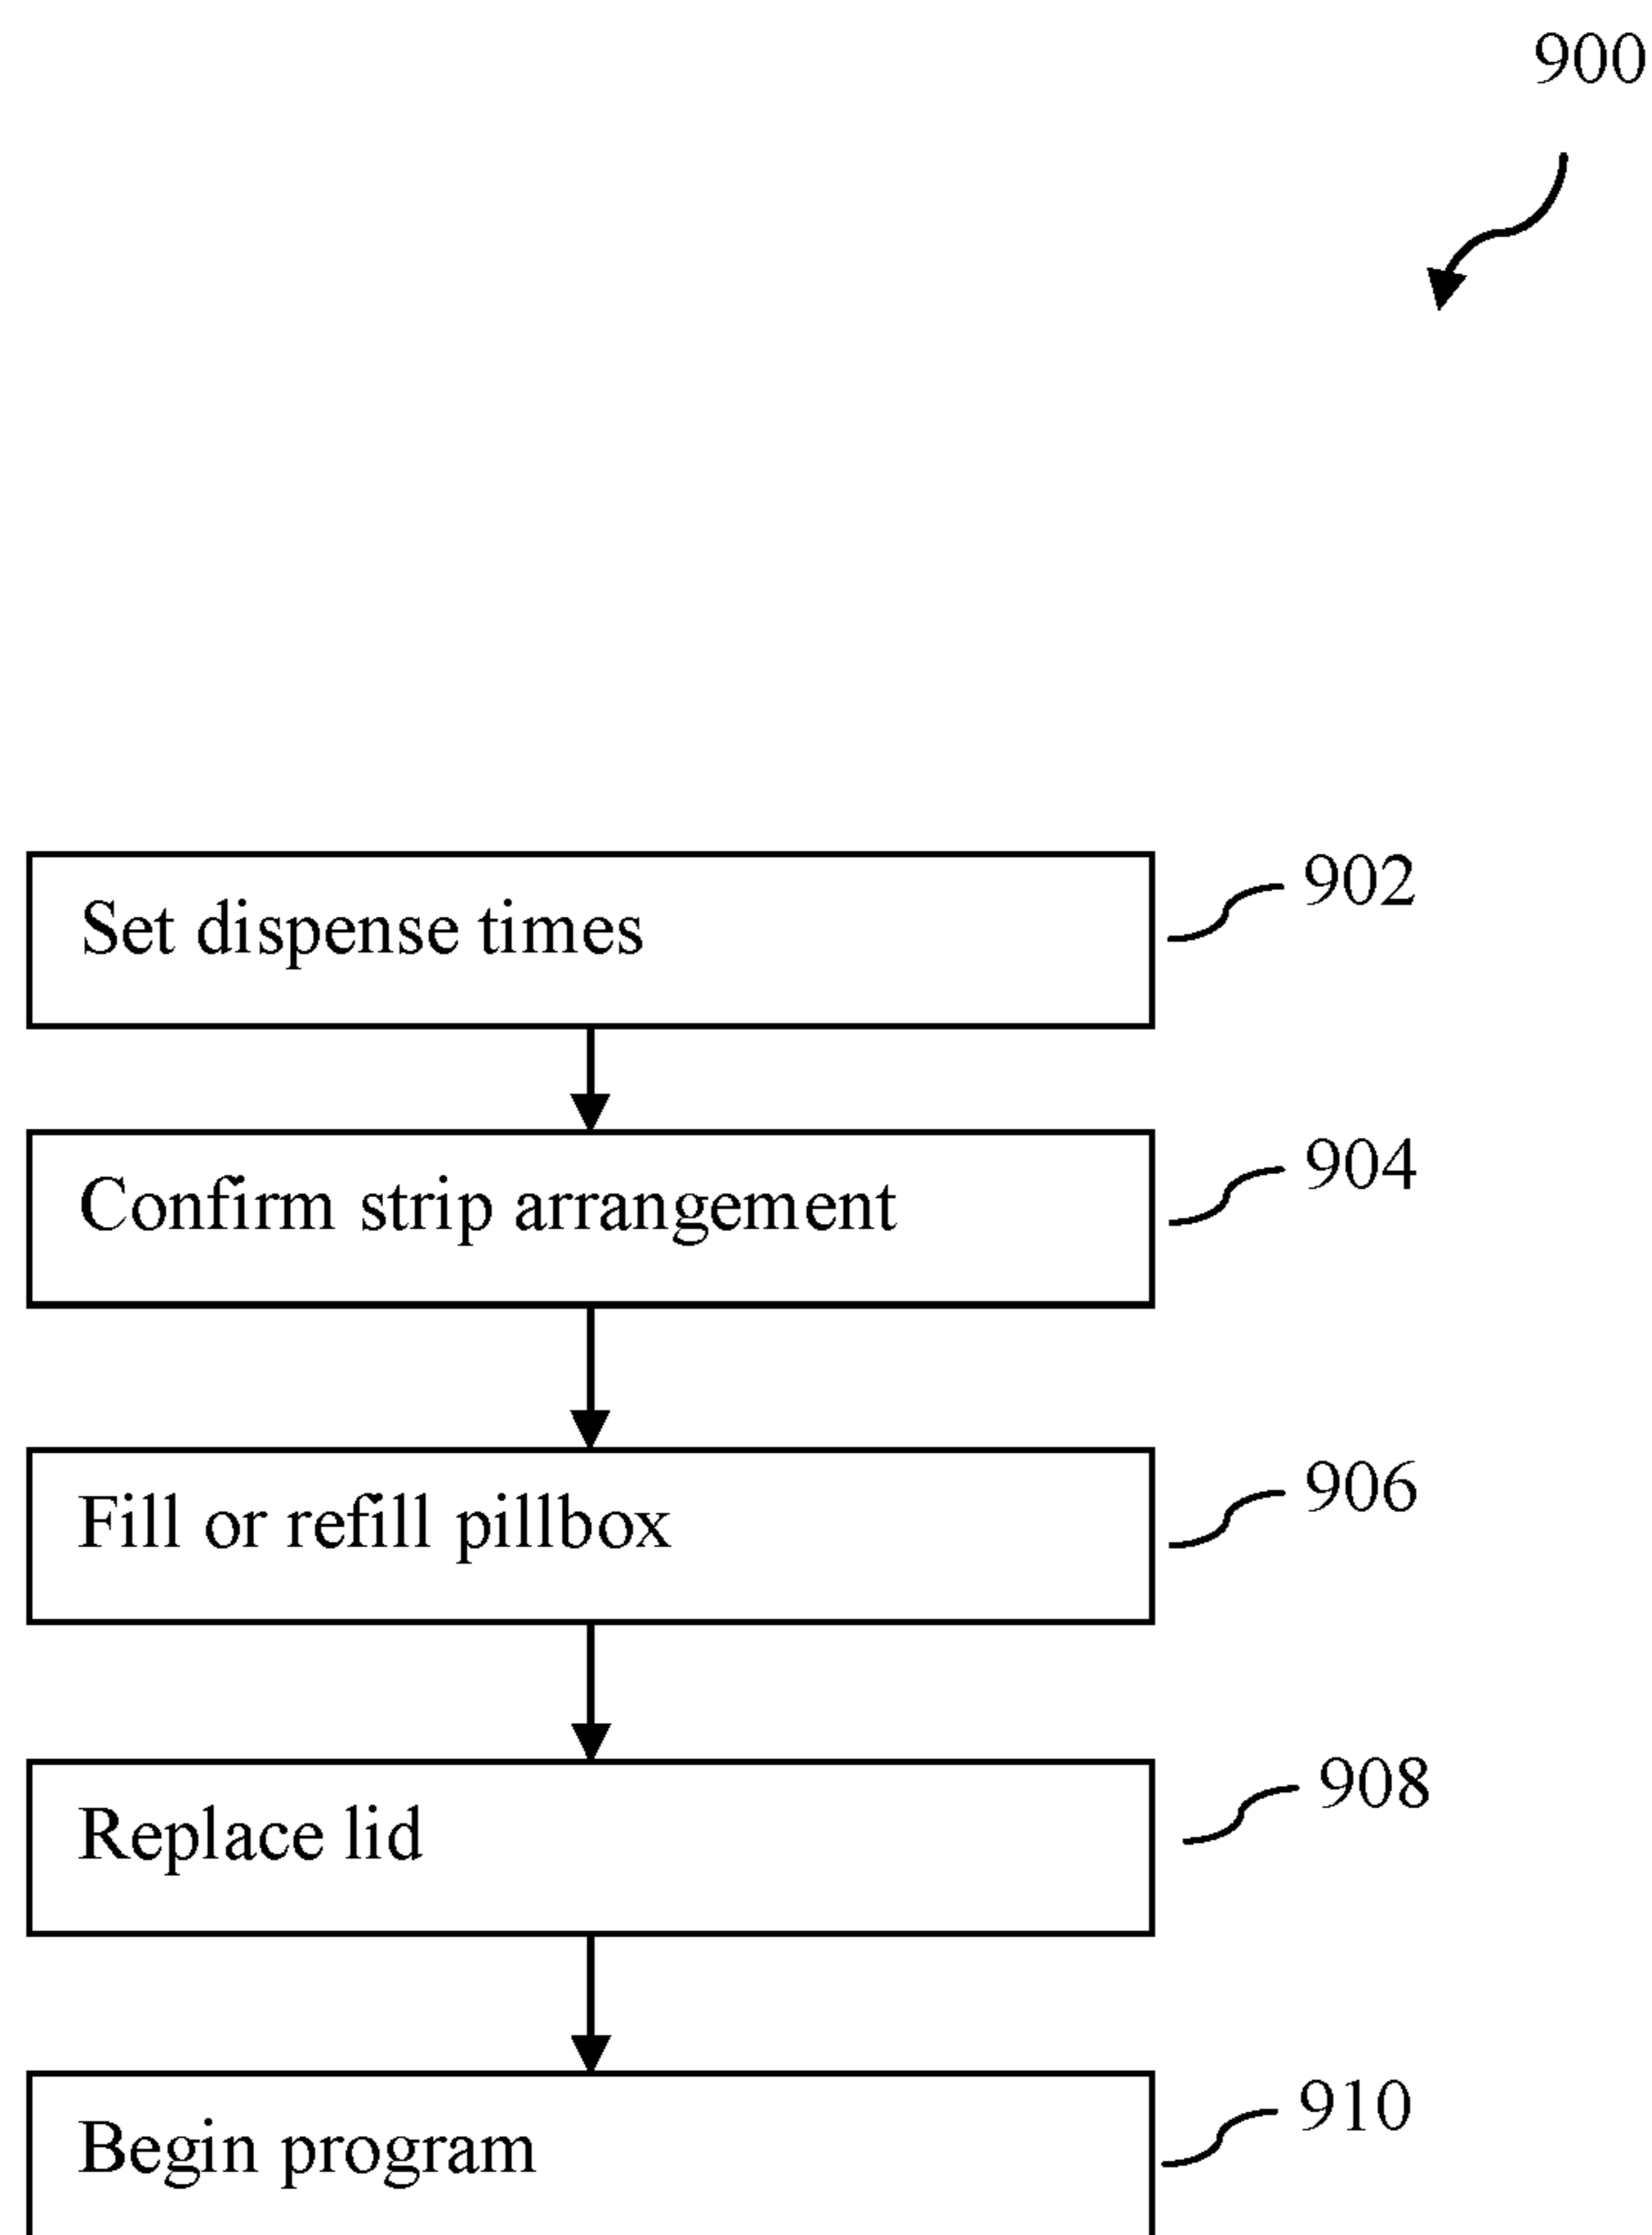 900
Set dispense times
902
Confirm strip arrangement
904
Fill or refill pillbox
906
Replace lid
908
Begin program
910